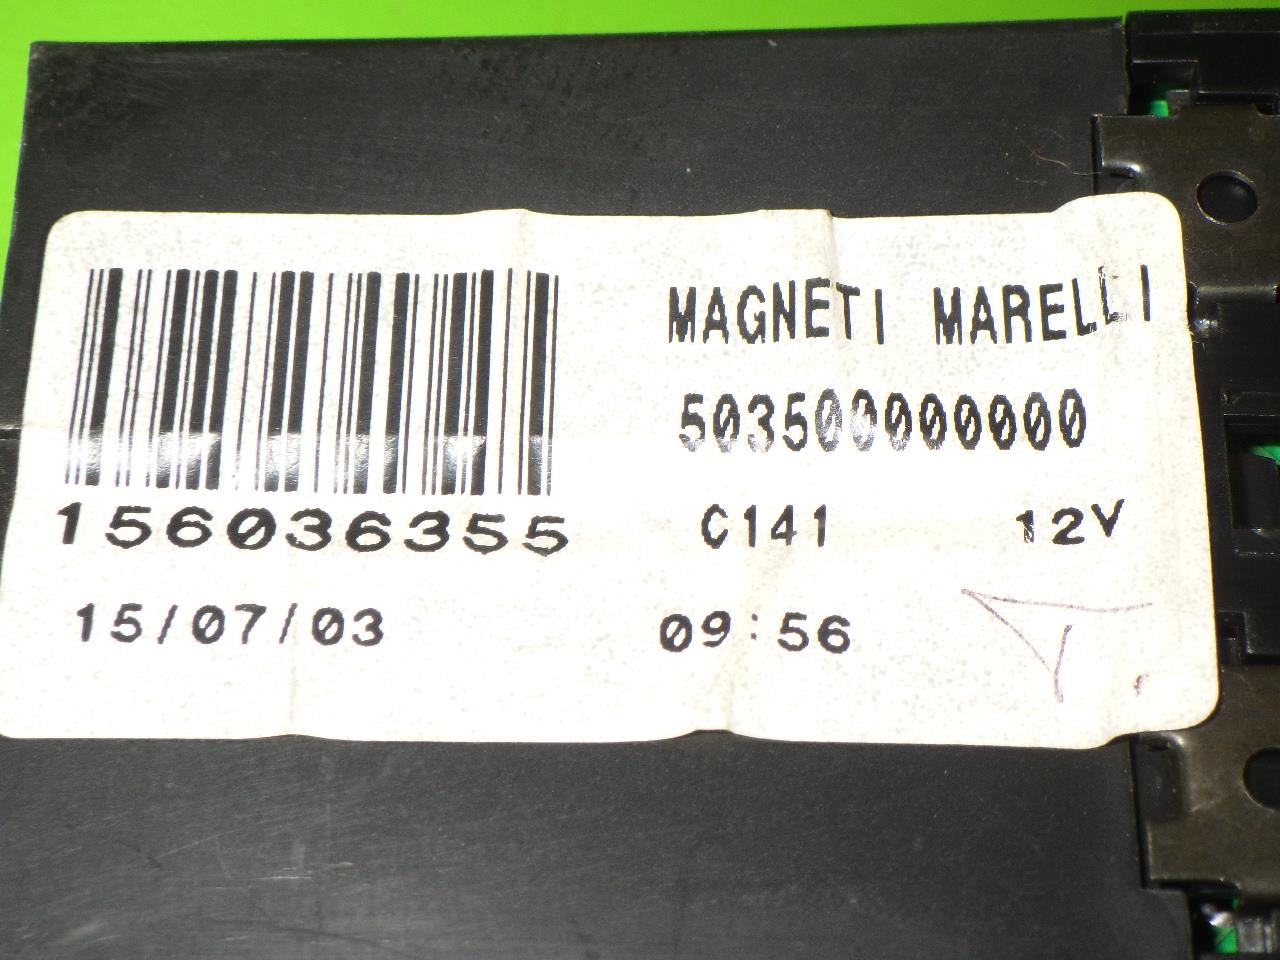 MAGNETI MARELLI
503500000000
156036355
C141 12V
15/07/03 09:56